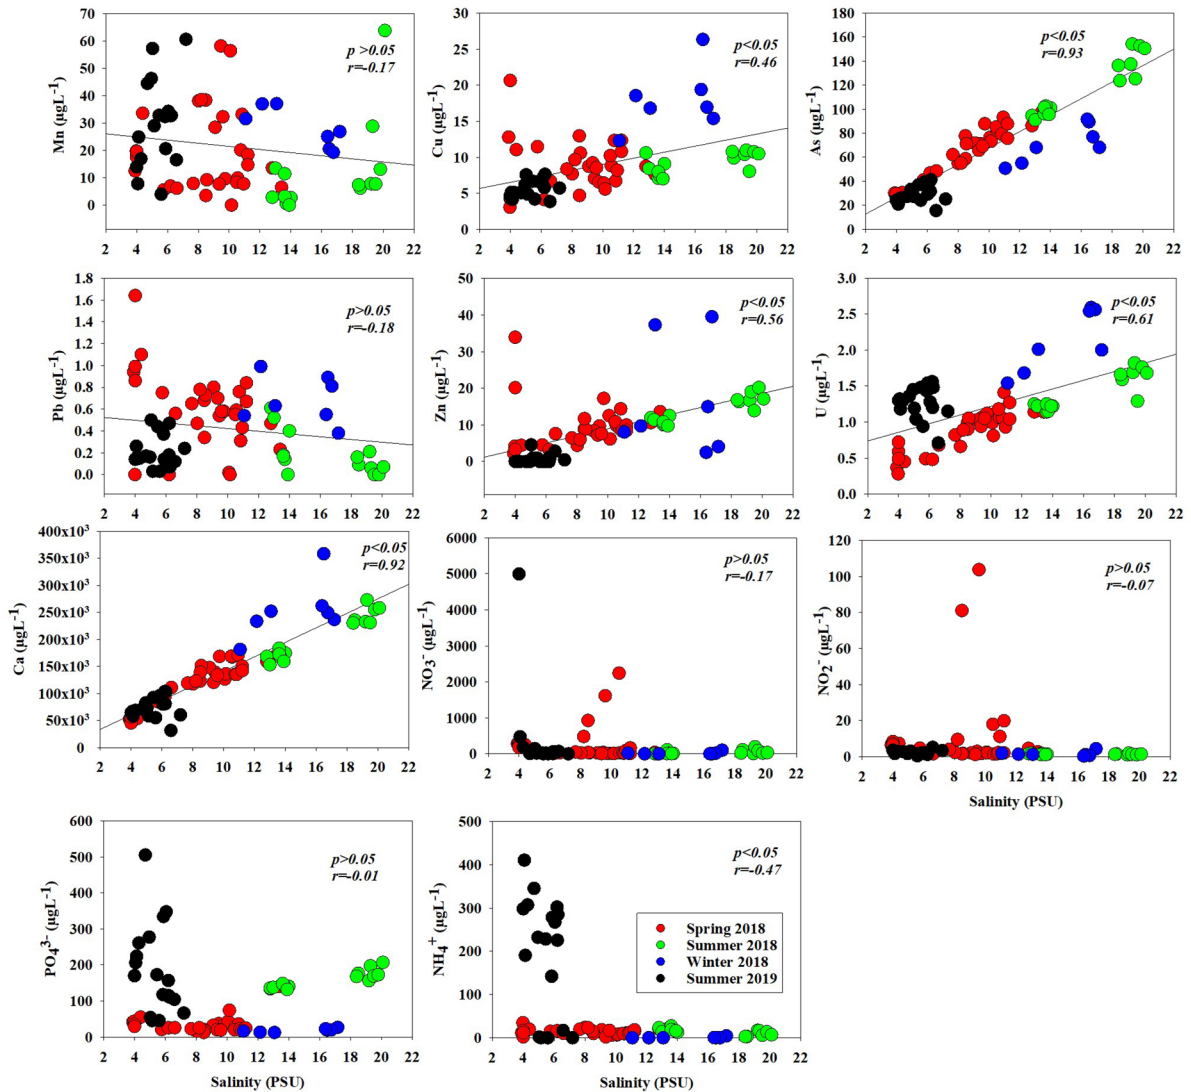 Mn (µgL-1)
70
60
50
40
30
20
10
0
p >0.05
r=-0.17
2 4 6 8 10 12 14 16 18 20 22
Cu (µgL-1)
30
25
20
15
10
5
0
p<0.05
r=0.46
2 4 6 8 10 12 14 16 18 20 22
As (µgL-1)
180
160
140
120
100
80
60
40
20
0
p<0.05
r=0.93
2 4 6 8 10 12 14 16 18 20 22
Pb (µgL-1)
1.8
1.6
1.4
1.2
1.0
0.8
0.6
0.4
0.2
0.0
p>0.05
r=-0.18
2 4 6 8 10 12 14 16 18 20 22
Zn (µgL-1)
50
40
30
20
10
0
p<0.05
r=0.56
2 4 6 8 10 12 14 16 18 20 22
U (µgL-1)
3.0
2.5
2.0
1.5
1.0
0.5
0.0
p<0.05
r=0.61
2 4 6 8 10 12 14 16 18 20 22
Ca (µgL-1)
400x10³
350x10³
300x10³
250x10³
200x10³
150x10³
100x10³
50x10³
0
p<0.05
r=0.92
2 4 6 8 10 12 14 16 18 20 22
NO3- (µgL-1)
6000
5000
4000
3000
2000
1000
0
p>0.05
r=-0.17
2 4 6 8 10 12 14 16 18 20 22
NO2- (µgL-1)
120
100
80
60
40
20
0
p>0.05
r=-0.07
2 4 6 8 10 12 14 16 18 20 22
Salinity (PSU)
PO43- (µgL-1)
600
500
400
300
200
100
0
p>0.05
r=-0.01
2 4 6 8 10 12 14 16 18 20 22
Salinity (PSU)
NH4+ (µgL-1)
500
400
300
200
100
0
p<0.05
r=-0.47
Spring 2018
Summer 2018
Winter 2018
Summer 2019
2 4 6 8 10 12 14 16 18 20 22
Salinity (PSU)